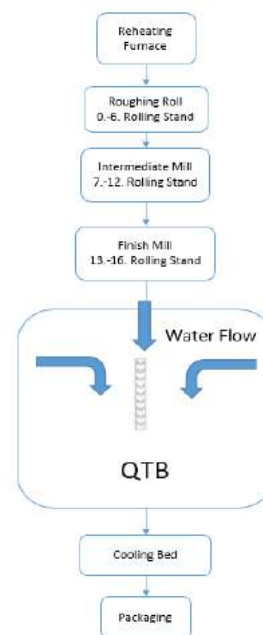 Reheating
Furnace
Roughing Roll
0.-6. Rolling Stand
Intermediate Mill
7.-12. Rolling Stand
Finish Mill
13.-16. Rolling Stand
Water Flow
QTB
Cooling Bed
Packaging